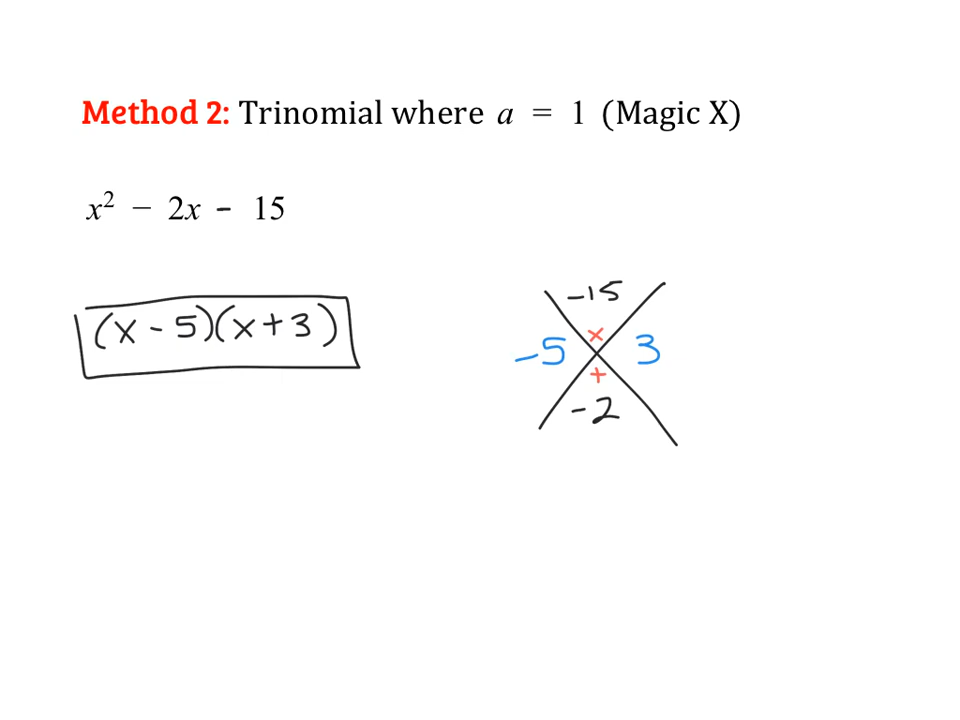 Method 2: Trinomial where a = 1 (Magic X)
x² − 2x - 15
-15
(x - 5)(x + 3)
×
-5 3
+
-2